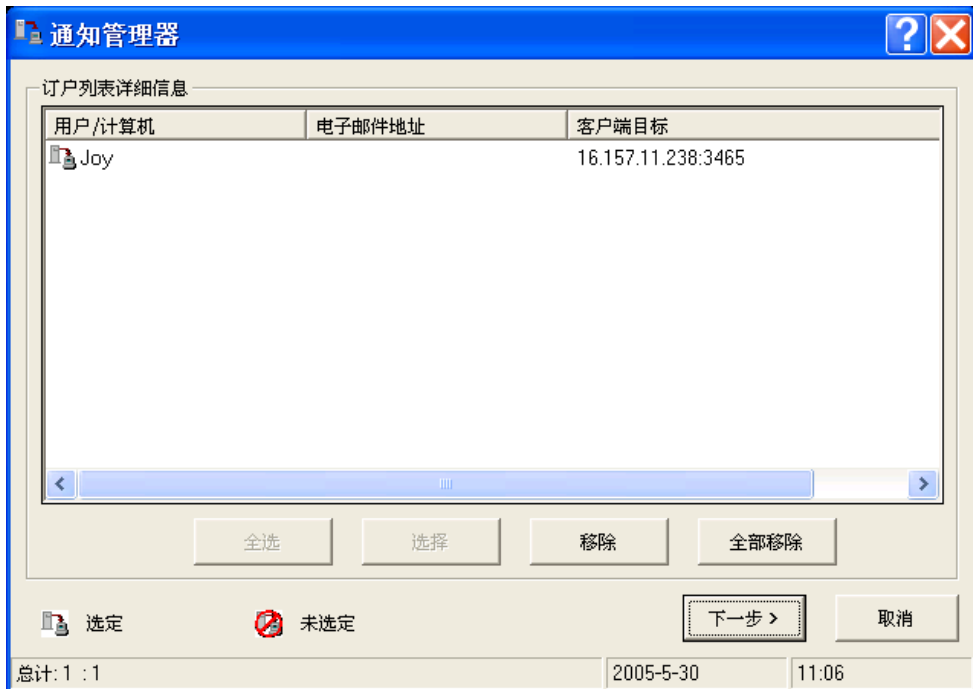 通知管理器
订户列表详细信息
用户/计算机 电子邮件地址 客户端目标
Joy 16.157.11.238:3465
全选 选择 移除 全部移除
选定 未选定 下一步 > 取消
总计: 1 : 1 2005-5-30 11:06